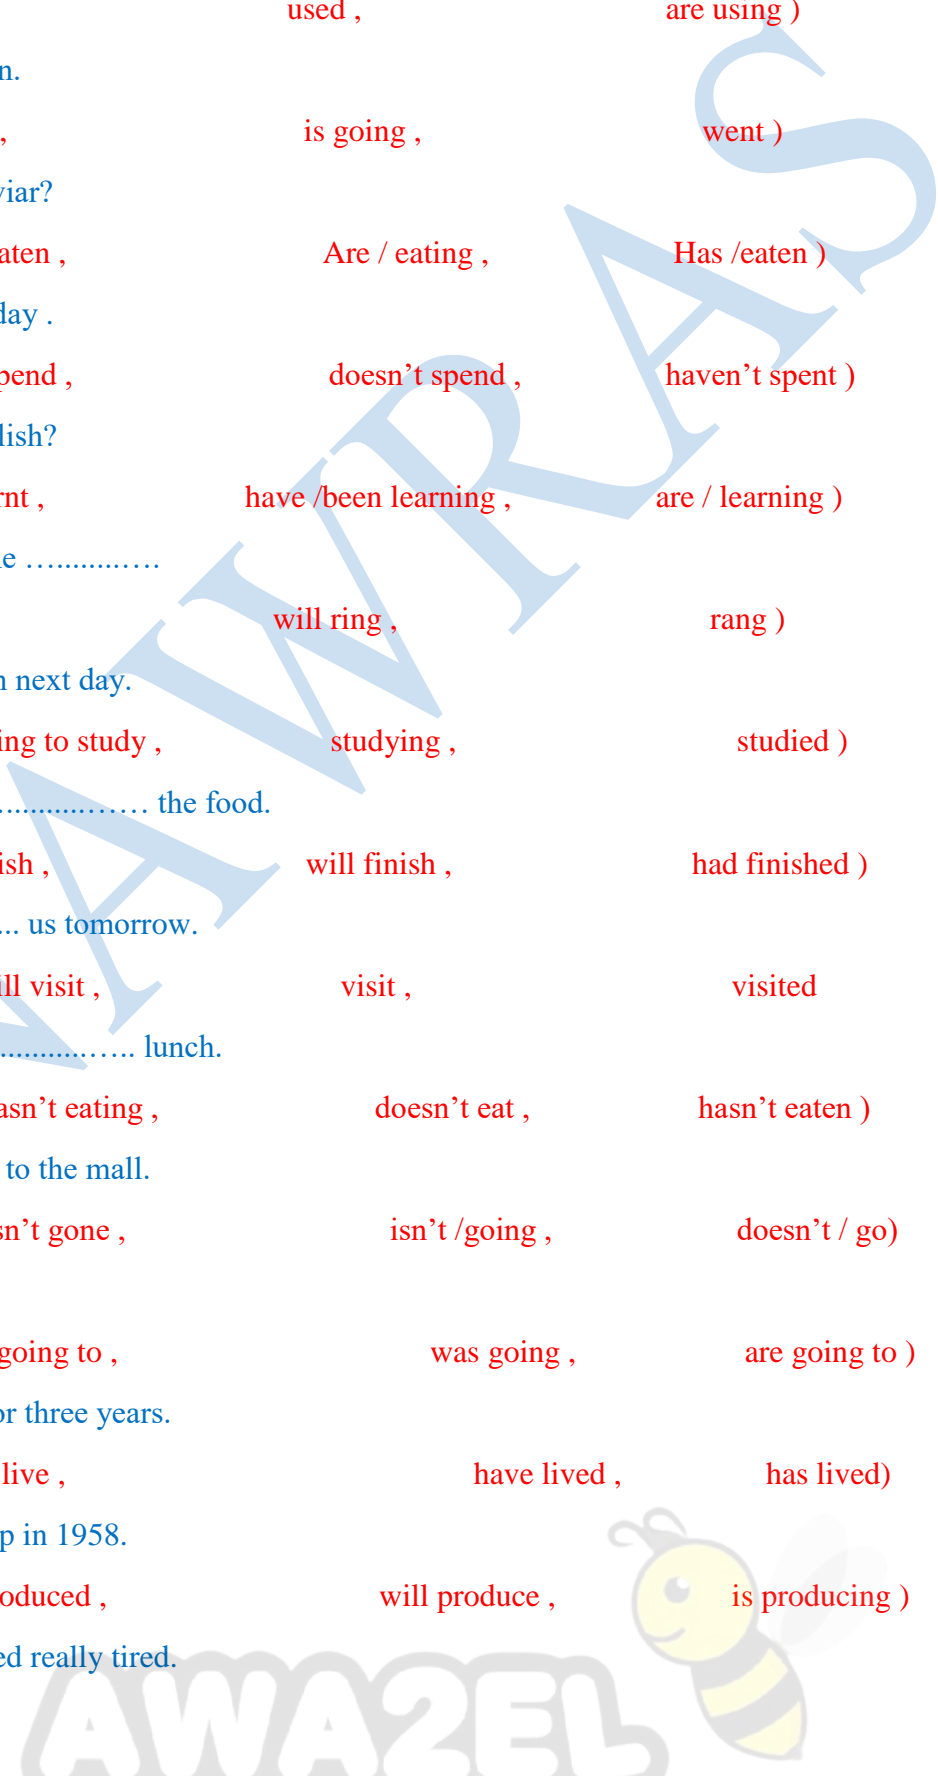 used , are using )
n.
, is going , went )
viar?
aten , Are / eating , Has /eaten )
day .
pend , doesn’t spend , haven’t spent )
lish?
rnt , have /been learning , are / learning )
le …........….
will ring , rang )
n next day.
ing to study , studying , studied )
…..........…… the food.
ish , will finish , had finished )
... us tomorrow.
ill visit , visit , visited
............….. lunch.
asn’t eating , doesn’t eat , hasn’t eaten )
to the mall.
sn’t gone , isn’t /going , doesn’t / go)
going to , was going , are going to )
or three years.
live , have lived , has lived)
p in 1958.
oduced , will produce , is producing )
ed really tired.
AWRAS
AWA2EL